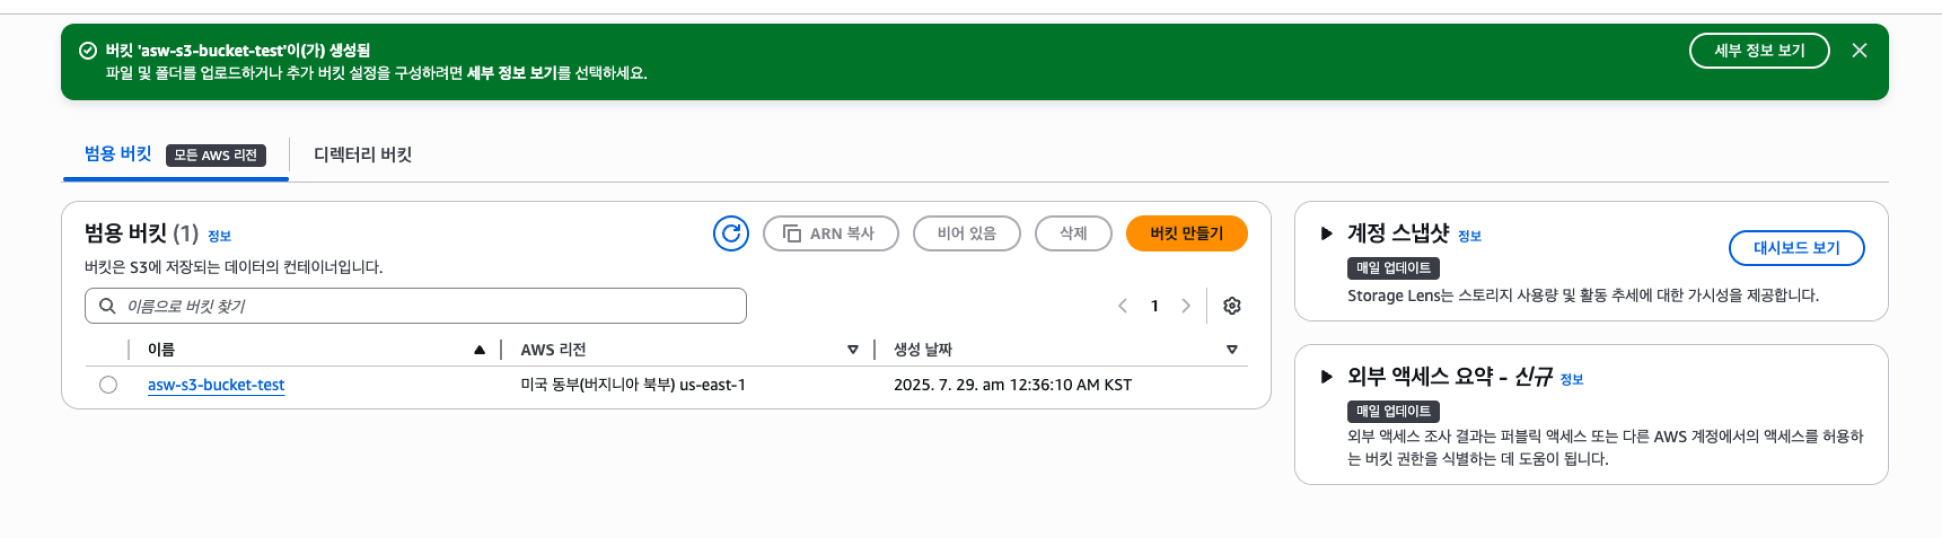 버킷 'asw-s3-bucket-test'이(가) 생성됨
파일 및 폴더를 업로드하거나 추가 버킷 설정을 구성하려면 세부 정보 보기를 선택하세요.
세부 정보 보기
범용 버킷 모든 AWS 리전
디렉터리 버킷
범용 버킷 (1) 정보
ARN 복사
비어 있음
삭제
버킷 만들기
버킷은 S3에 저장되는 데이터의 컨테이너입니다.
이름으로 버킷 찾기
1
이름 AWS 리전 생성 날짜
asw-s3-bucket-test 미국 동부(버지니아 북부) us-east-1 2025. 7. 29. am 12:36:10 AM KST
계정 스냅샷 정보
매일 업데이트
대시보드 보기
Storage Lens는 스토리지 사용량 및 활동 추세에 대한 가시성을 제공합니다.
외부 액세스 요약 - 신규 정보
매일 업데이트
외부 액세스 조사 결과는 퍼블릭 액세스 또는 다른 AWS 계정에서의 액세스를 허용하
는 버킷 권한을 식별하는 데 도움이 됩니다.